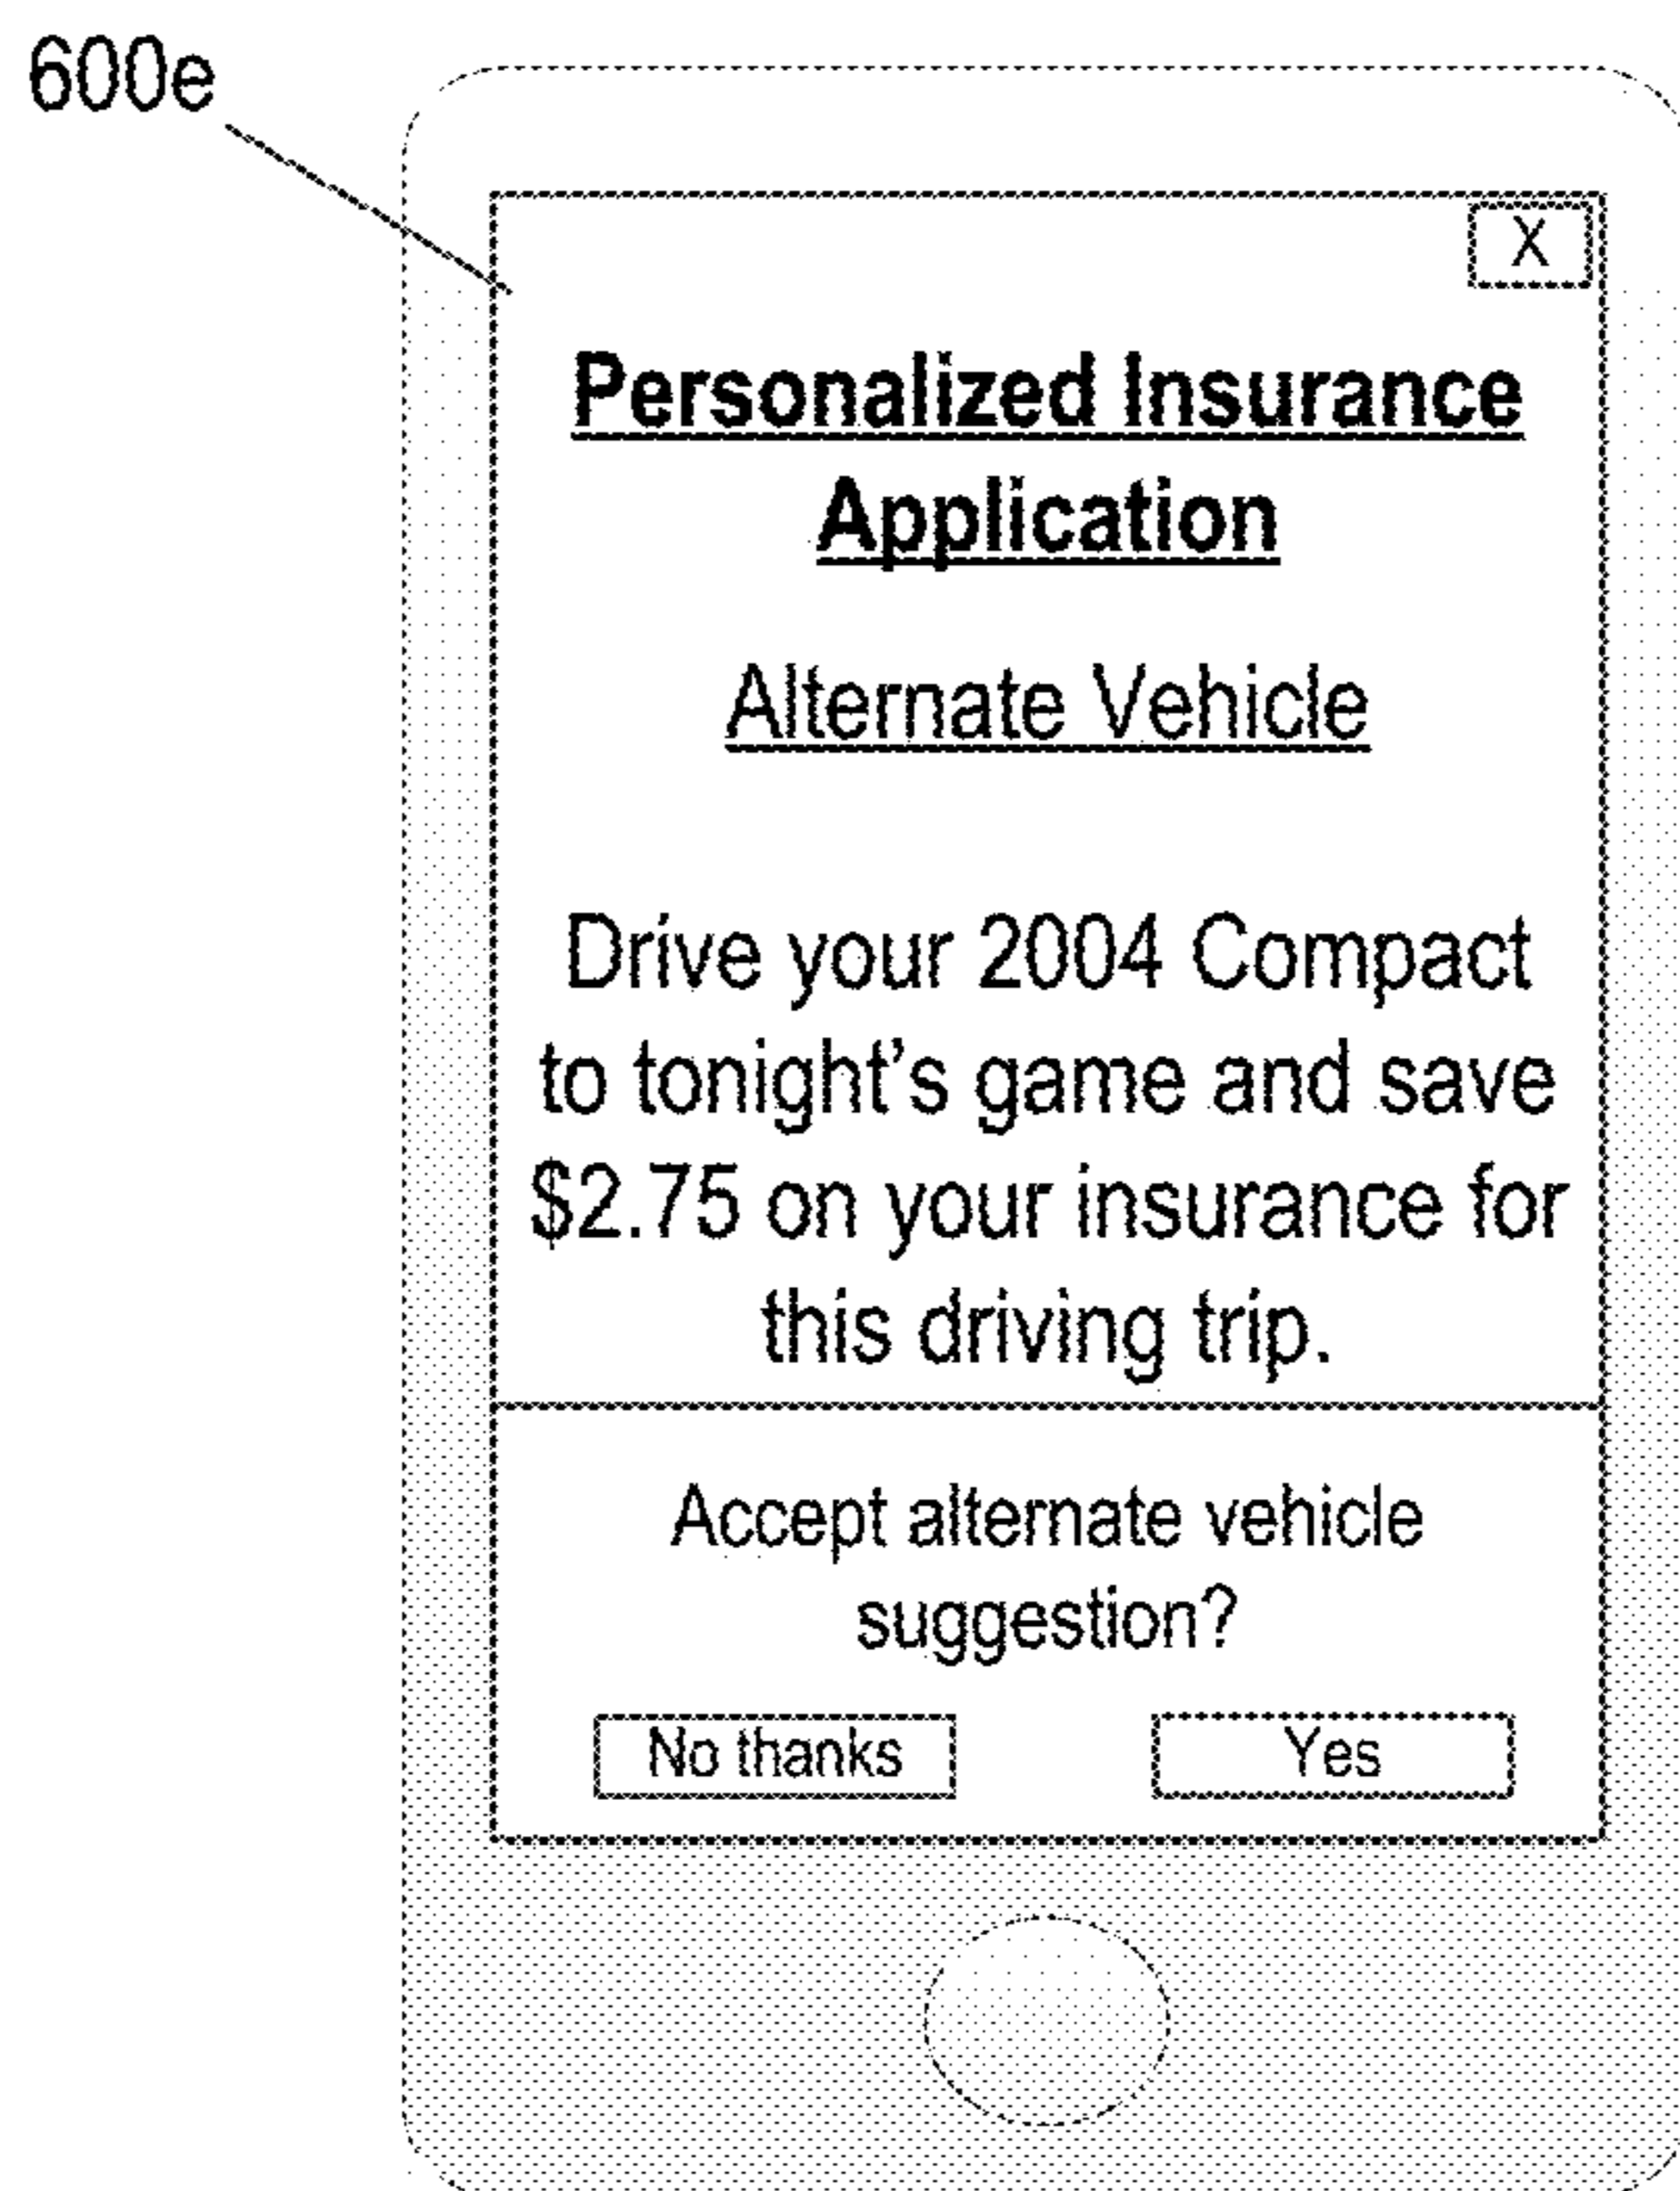 600e
X
Personalized Insurance
Application
Alternate Vehicle
Drive your 2004 Compact
to tonight's game and save
$2.75 on your insurance for
this driving trip.
Accept alternate vehicle
suggestion?
No thanks
Yes